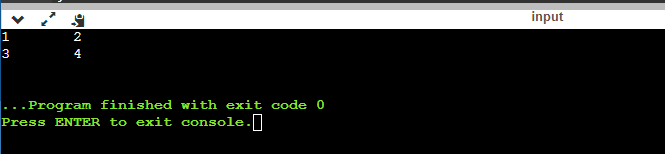 input
1 2
3 4
...Program finished with exit code 0
Press ENTER to exit console.